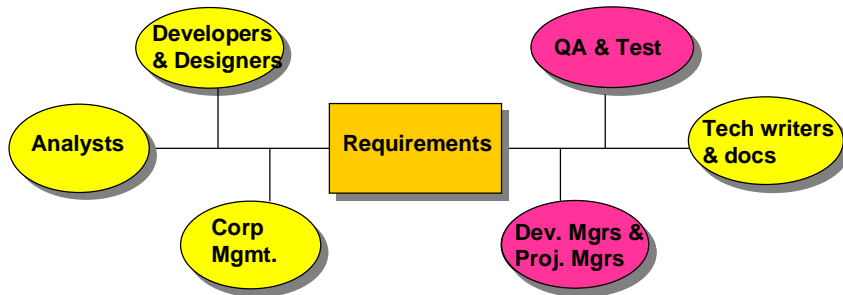 Developers
& Designers
QA & Test
Analysts
Requirements
Tech writers
& docs
Corp
Mgmt.
Dev. Mgrs &
Proj. Mgrs